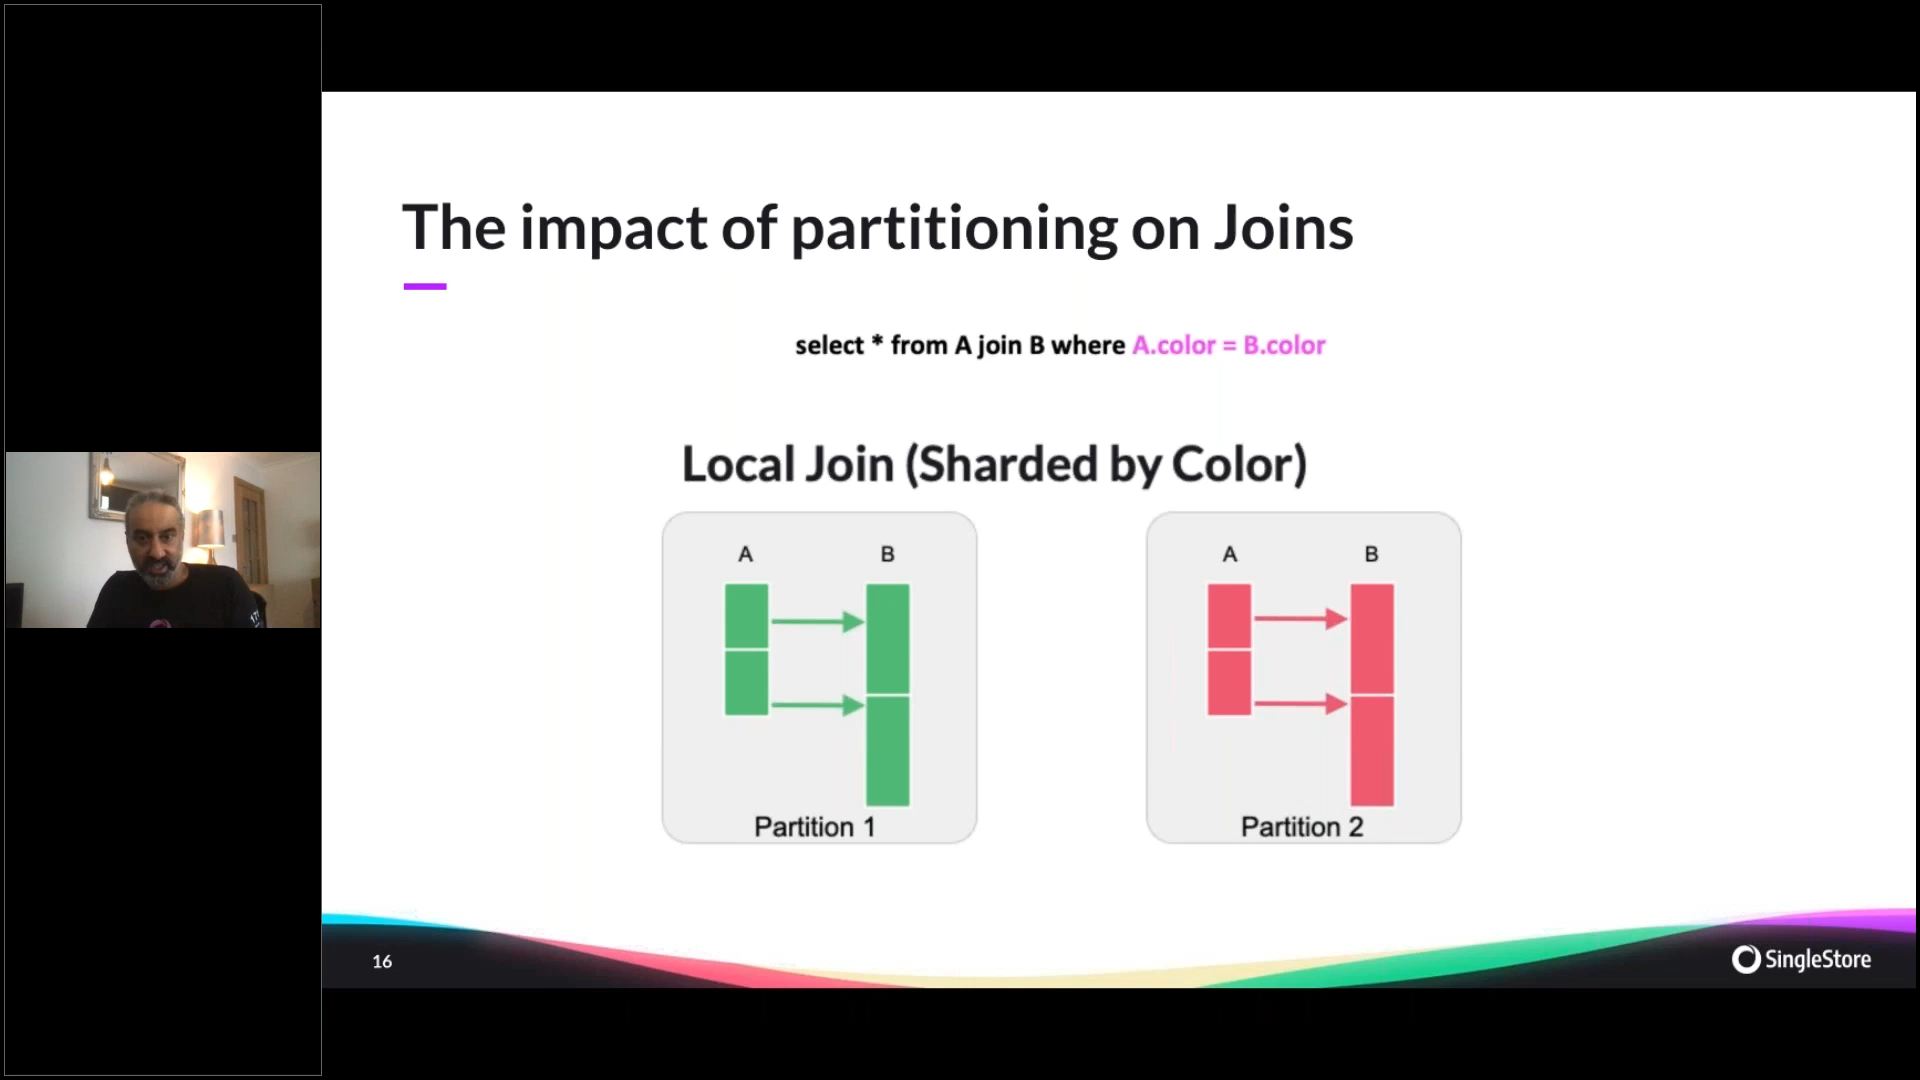 The impact of partitioning on Joins
select * from A join B where A.color = B.color
Local Join (Sharded by Color)
A B
A B
Partition 1
Partition 2
16
SingleStore